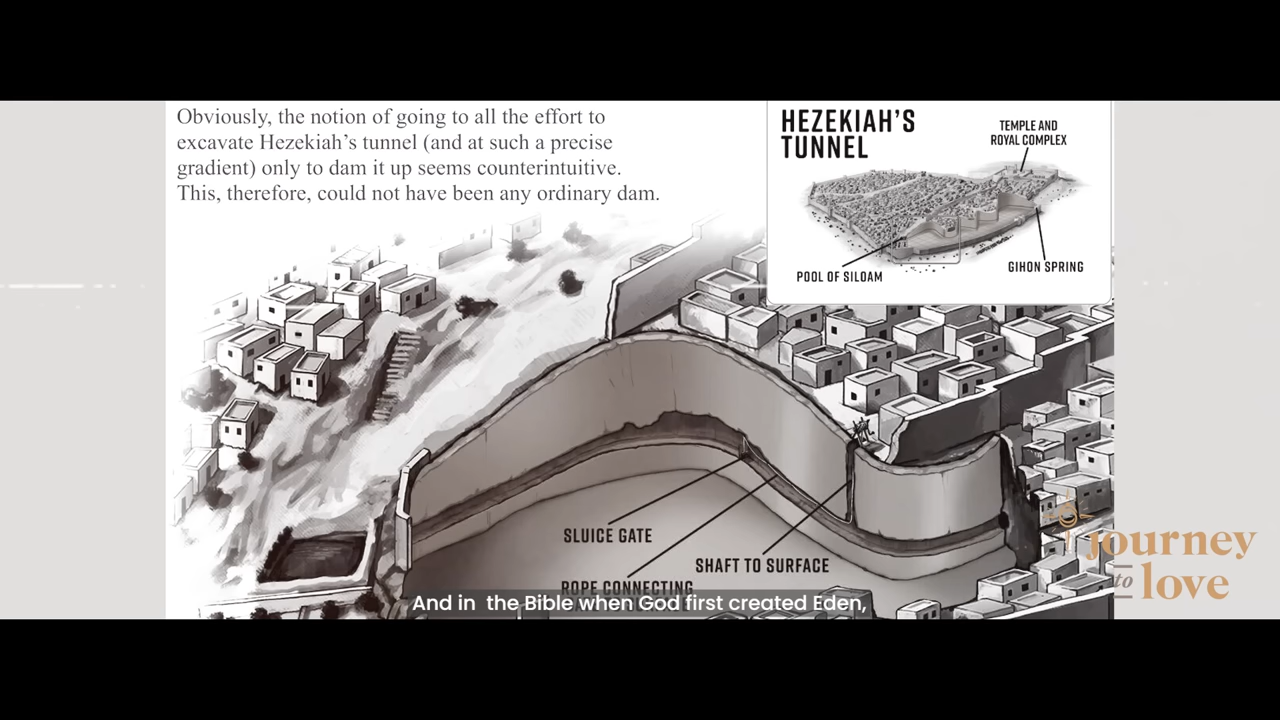 Obviously, the notion of going to all the effort to
excavate Hezekiah’s tunnel (and at such a precise
gradient) only to dam it up seems counterintuitive.
This, therefore, could not have been any ordinary dam.
HEZEKIAH’S
TUNNEL
TEMPLE AND
ROYAL COMPLEX
POOL OF SILOAM
GIHON SPRING
SLUICE GATE
SHAFT TO SURFACE
ROPE CONNECTING
And in the Bible when God first created Eden,
journey
to
love